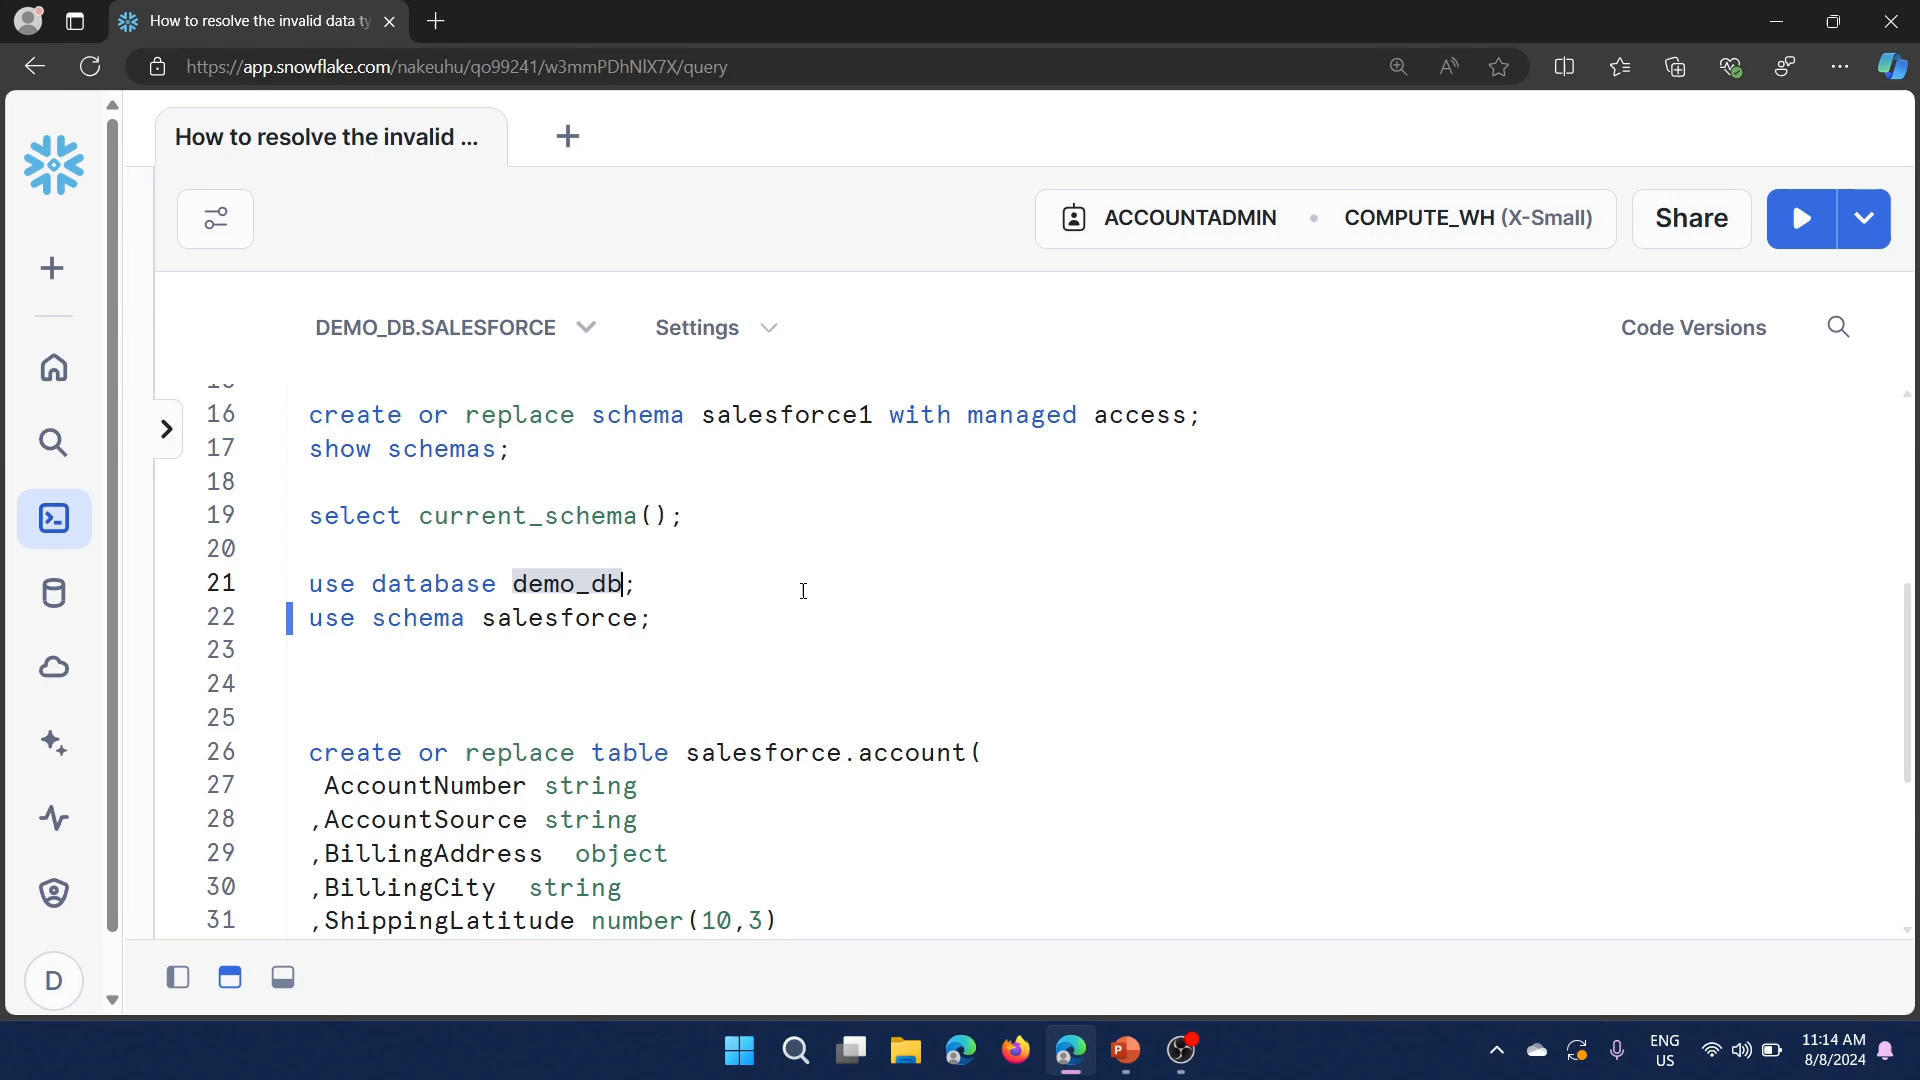 How to resolve the invalid data ty
https://app.snowflake.com/nakeuhu/qo99241/w3mmPDhNlX7X/query
How to resolve the invalid ...
ACCOUNTADMIN • COMPUTE_WH (X-Small)
Share
DEMO_DB.SALESFORCE
Settings
Code Versions
16 create or replace schema salesforce1 with managed access;
17 show schemas;
18
19 select current_schema();
20
21 use database demo_db;
22 use schema salesforce;
23
24
25
26 create or replace table salesforce.account(
27 AccountNumber string
28 ,AccountSource string
29 ,BillingAddress object
30 ,BillingCity string
31 ,ShippingLatitude number(10,3)
D
ENG
US
11:14 AM
8/8/2024